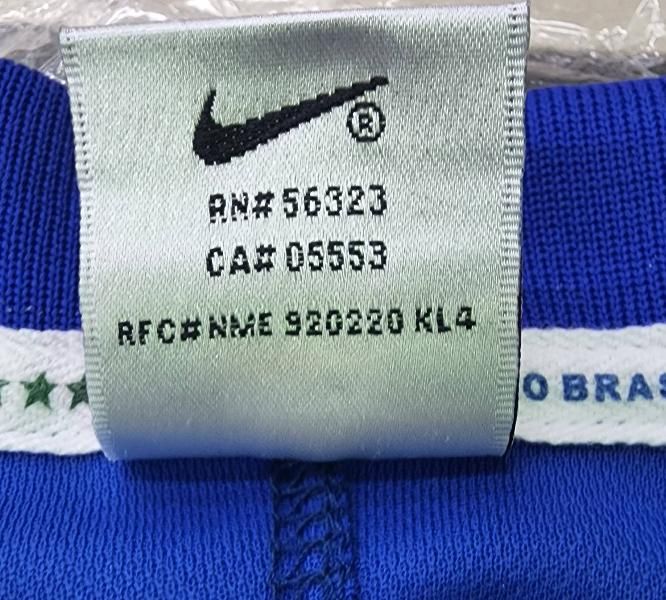 ®
RN# 56323
CA# 05553
RFC# NME 920220 KL4
O BRAS